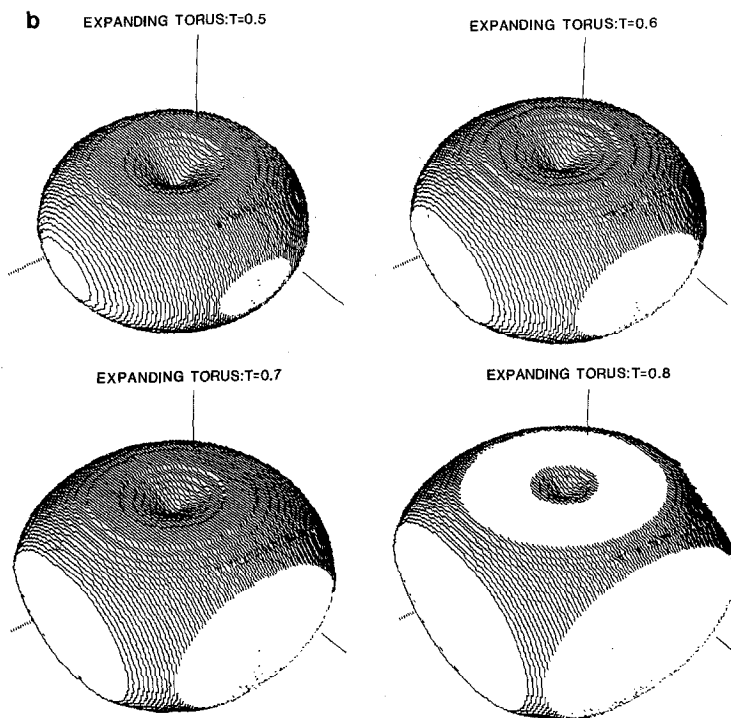 b
EXPANDING TORUS:T=0.5
EXPANDING TORUS:T=0.6
EXPANDING TORUS:T=0.7
EXPANDING TORUS:T=0.8